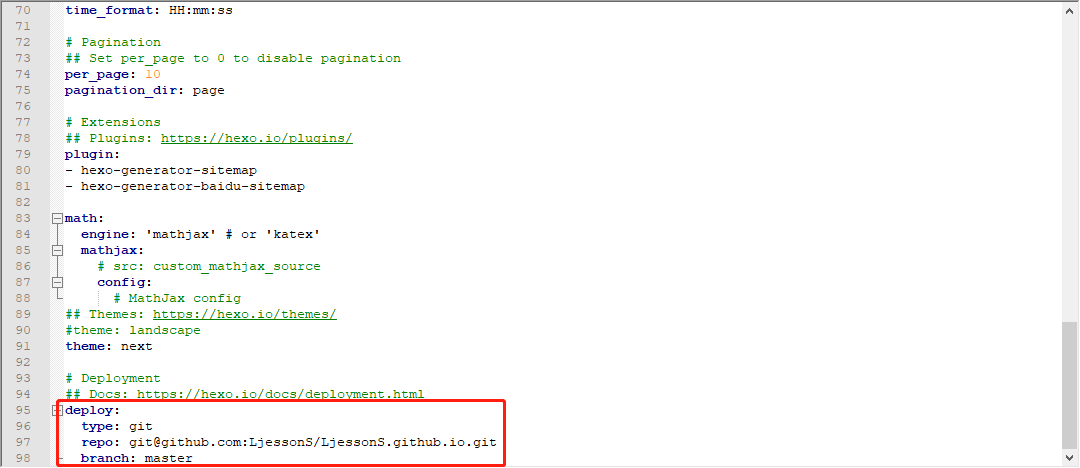 70 time_format: HH:mm:ss
71
72 # Pagination
73 ## Set per_page to 0 to disable pagination
74 per_page: 10
75 pagination_dir: page
76
77 # Extensions
78 ## Plugins: https://hexo.io/plugins/
79 plugin:
80 - hexo-generator-sitemap
81 - hexo-generator-baidu-sitemap
82
83 math:
84   engine: 'mathjax' # or 'katex'
85   mathjax:
86     # src: custom_mathjax_source
87     config:
88       # MathJax config
89 ## Themes: https://hexo.io/themes/
90 #theme: landscape
91 theme: next
92
93 # Deployment
94 ## Docs: https://hexo.io/docs/deployment.html
95 deploy:
96   type: git
97   repo: git@github.com:LjessonS/LjessonS.github.io.git
98   branch: master